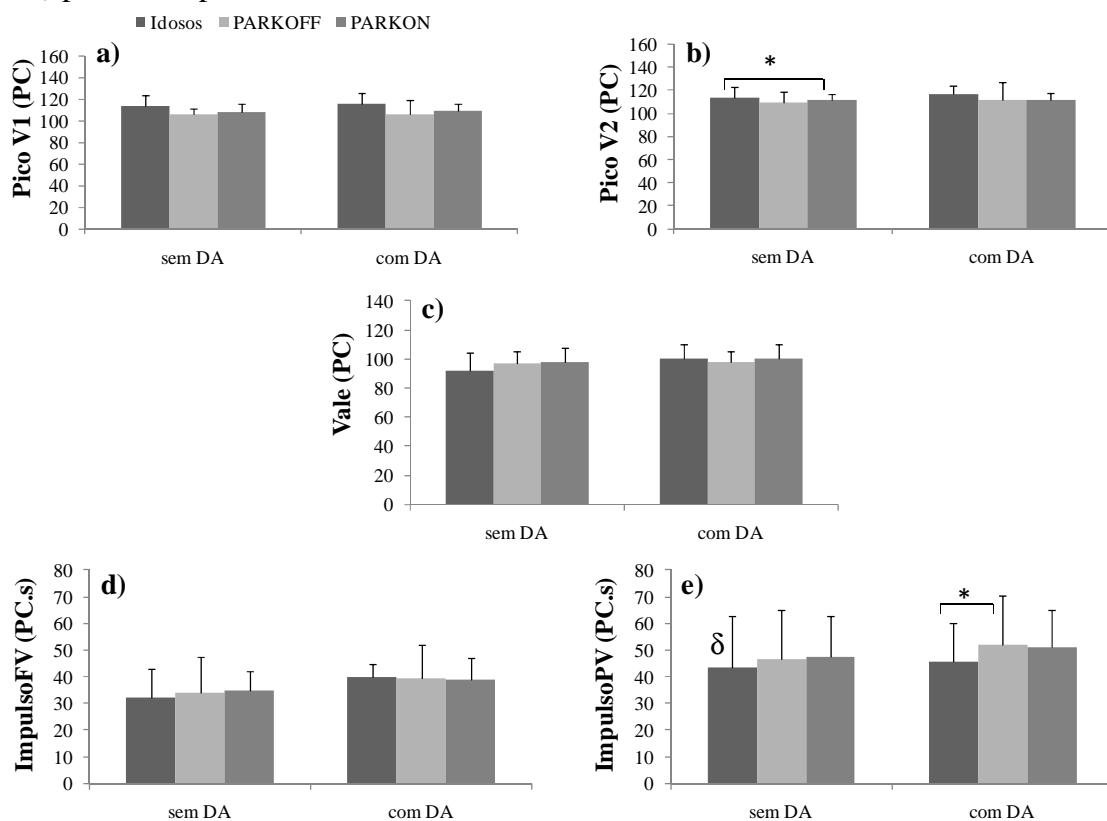 Idosos PARKOFF PARKON
a)
Pico V1 (PC)
160
140
120
100
80
60
40
20
0
sem DA com DA
b)
Pico V2 (PC)
160
140
120
100
80
60
40
20
0
*
sem DA com DA
c)
Vale (PC)
140
120
100
80
60
40
20
0
sem DA com DA
d)
ImpulsoFV (PC.s)
80
70
60
50
40
30
20
10
0
sem DA com DA
e)
ImpulsoPV (PC.s)
80
70
60
50
40
30
20
10
0
δ
*
sem DA com DA